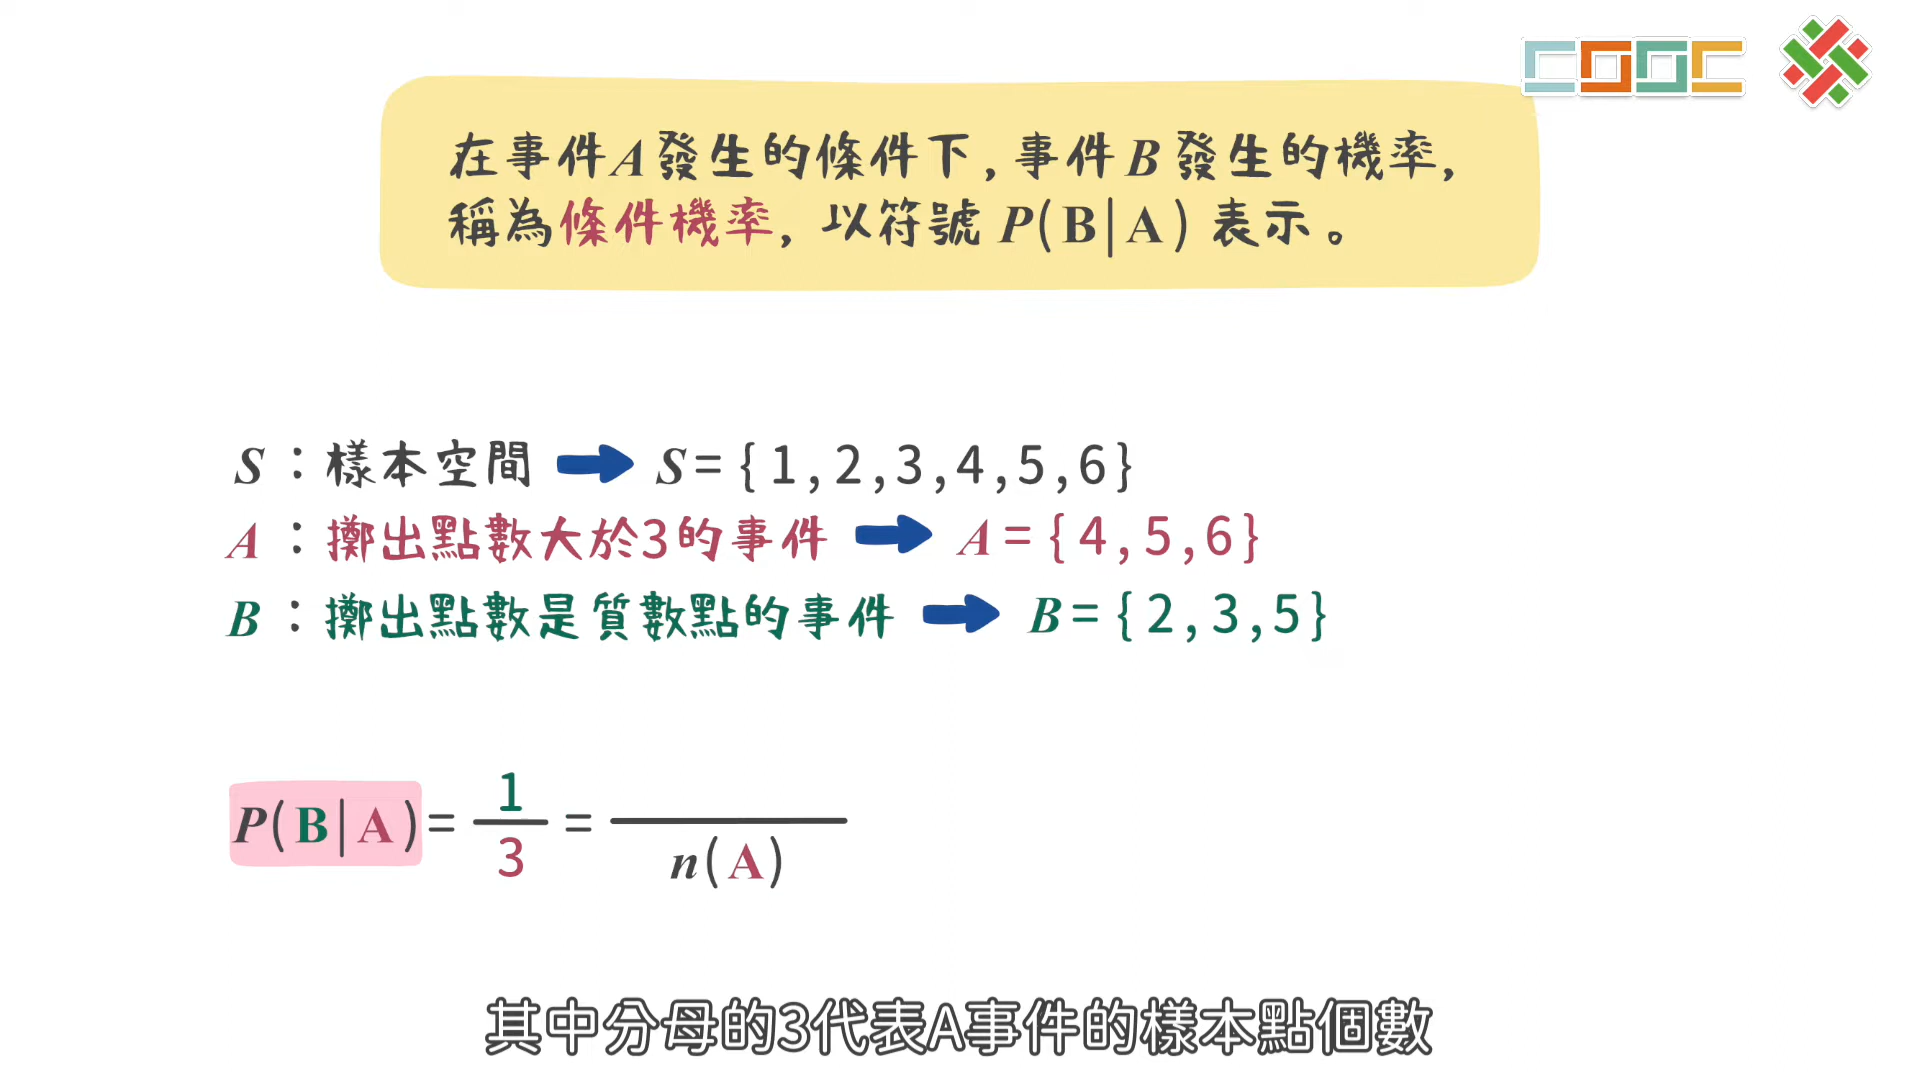 COOC
在事件A發生的條件下,事件B發生的機率,
稱為條件機率, 以符號 P(B|A) 表示。
S：樣本空間 ➡ S={1,2,3,4,5,6}
A：擲出點數大於3的事件 ➡ A={4,5,6}
B：擲出點數是質數點的事件 ➡ B={2,3,5}
P(B|A)= 1/3 = /n(A)
其中分母的3代表A事件的樣本點個數